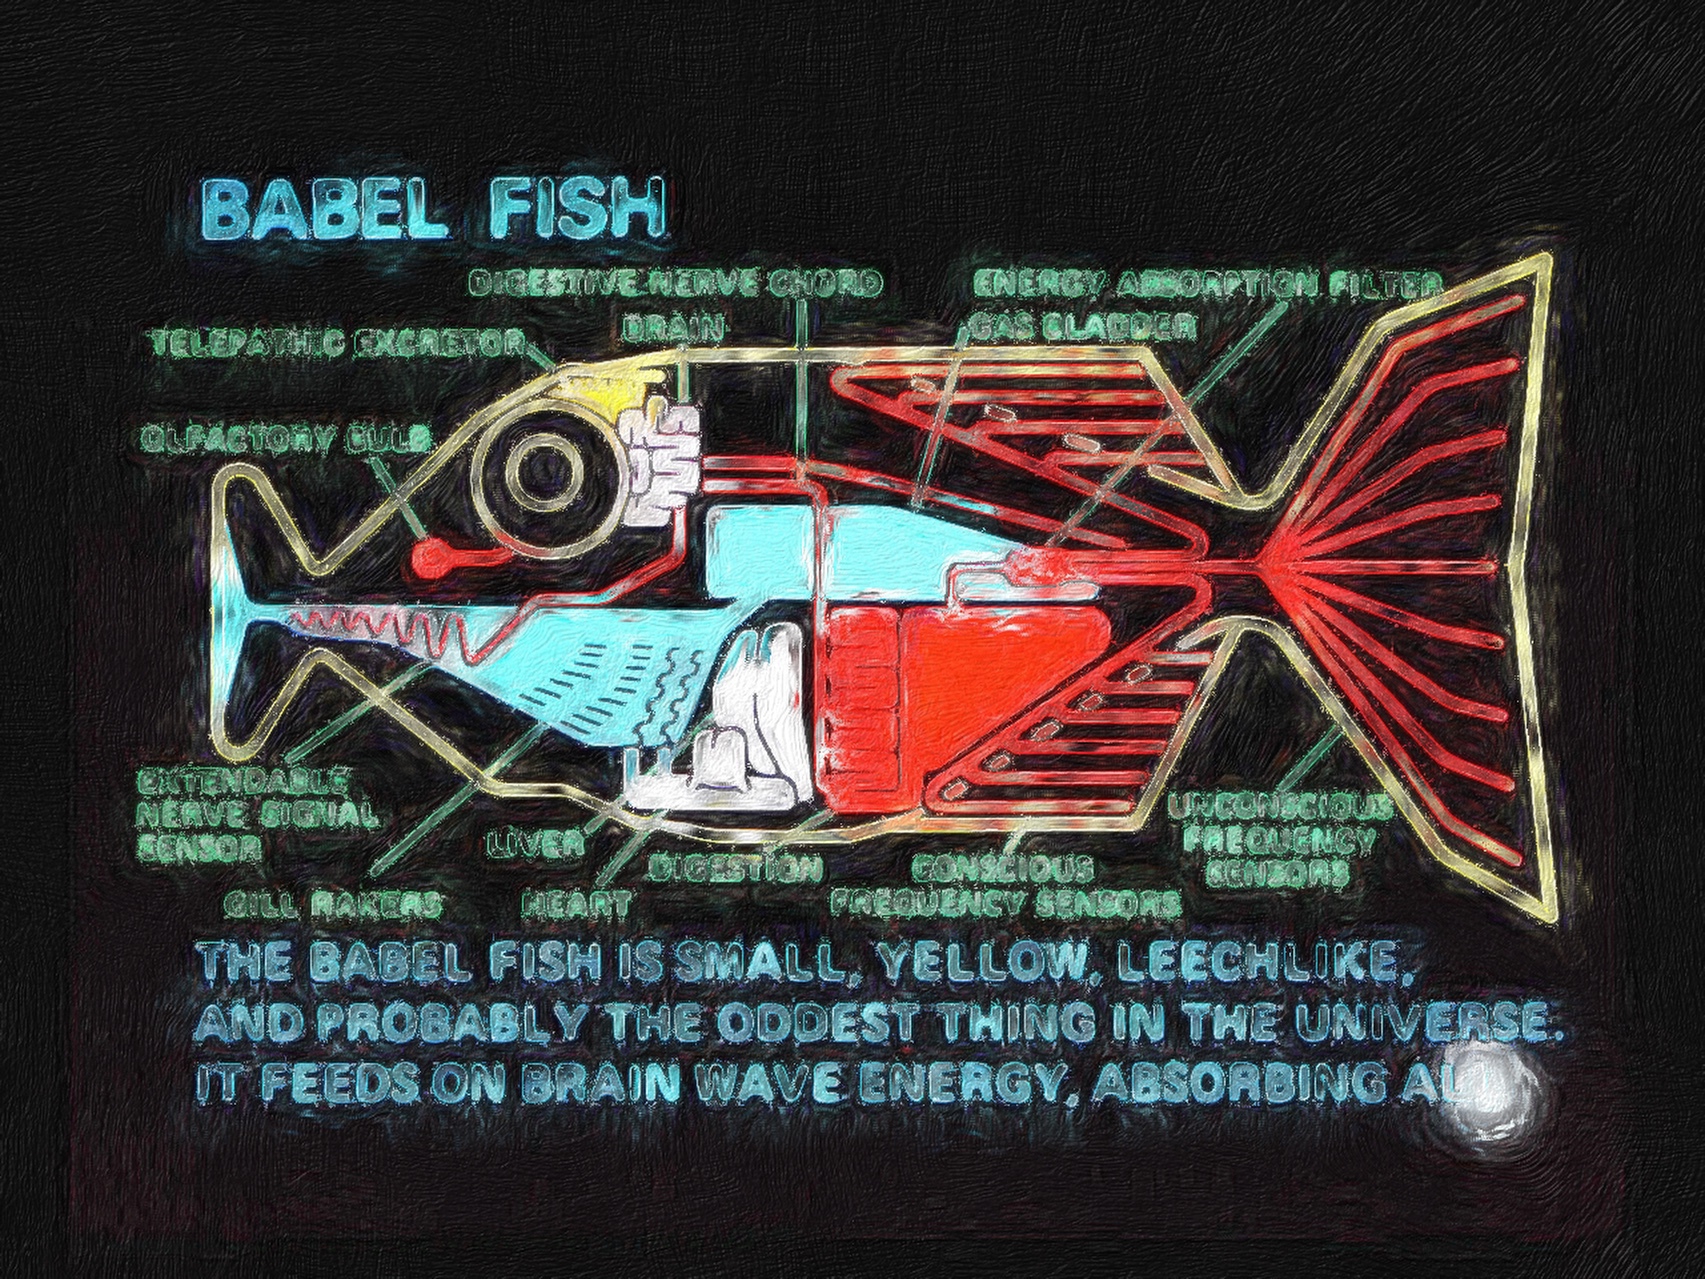 BABEL FISH
DIGESTIVE NERVE CHORD
ENERGY ABSORPTION FILTER
BRAIN
GAS BLADDER
TELEPATHIC EXCRETOR
OLFACTORY BULB
EXTENDABLE
NERVE SIGNAL
SENSOR
UNCONSCIOUS
FREQUENCY
SENSORS
LIVER
DIGESTION
CONSCIOUS
FREQUENCY SENSORS
GILL RAKERS
HEART
THE BABEL FISH IS SMALL, YELLOW, LEECHLIKE,
AND PROBABLY THE ODDEST THING IN THE UNIVERSE.
IT FEEDS ON BRAIN WAVE ENERGY, ABSORBING AL